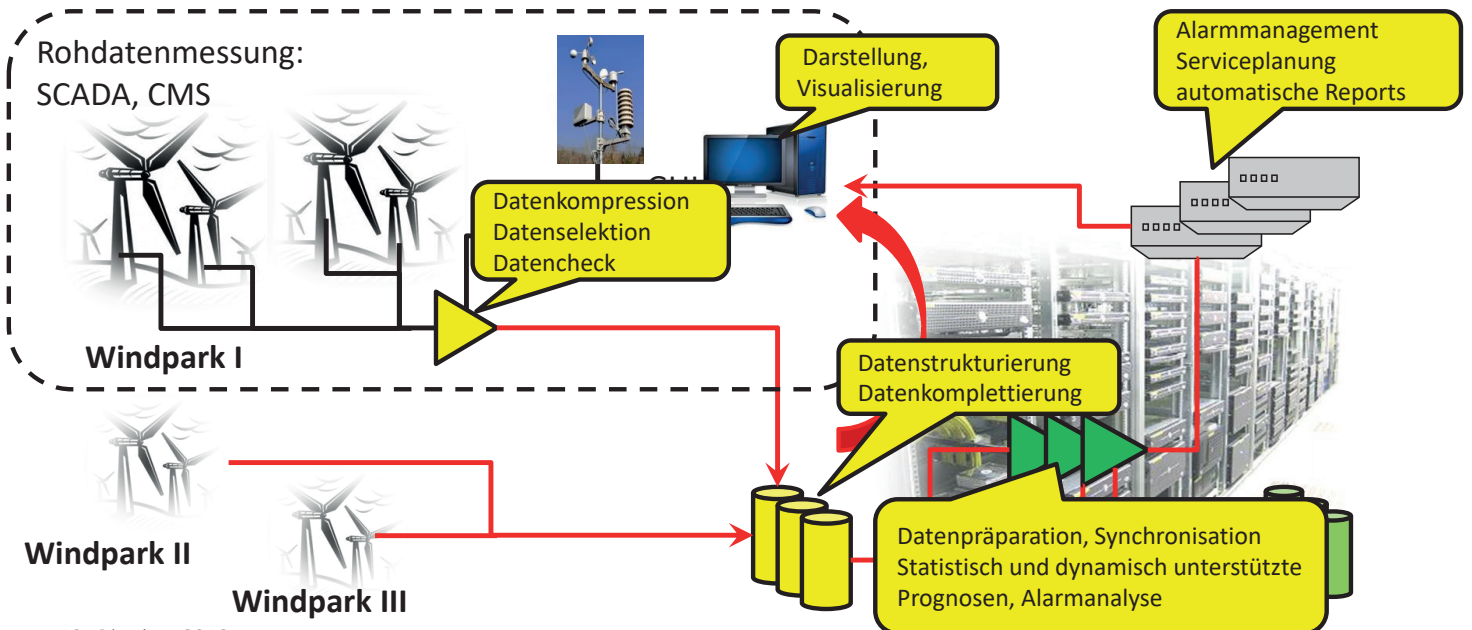 Rohdatenmessung:
SCADA, CMS
Darstellung,
Visualisierung
Alarmmanagement
Serviceplanung
automatische Reports
Datenkompression
Datenselektion
Datencheck
Windpark I
Datenstrukturierung
Datenkomplettierung
Windpark II
Windpark III
Datenpräparation, Synchronisation
Statistisch und dynamisch unterstützte
Prognosen, Alarmanalyse